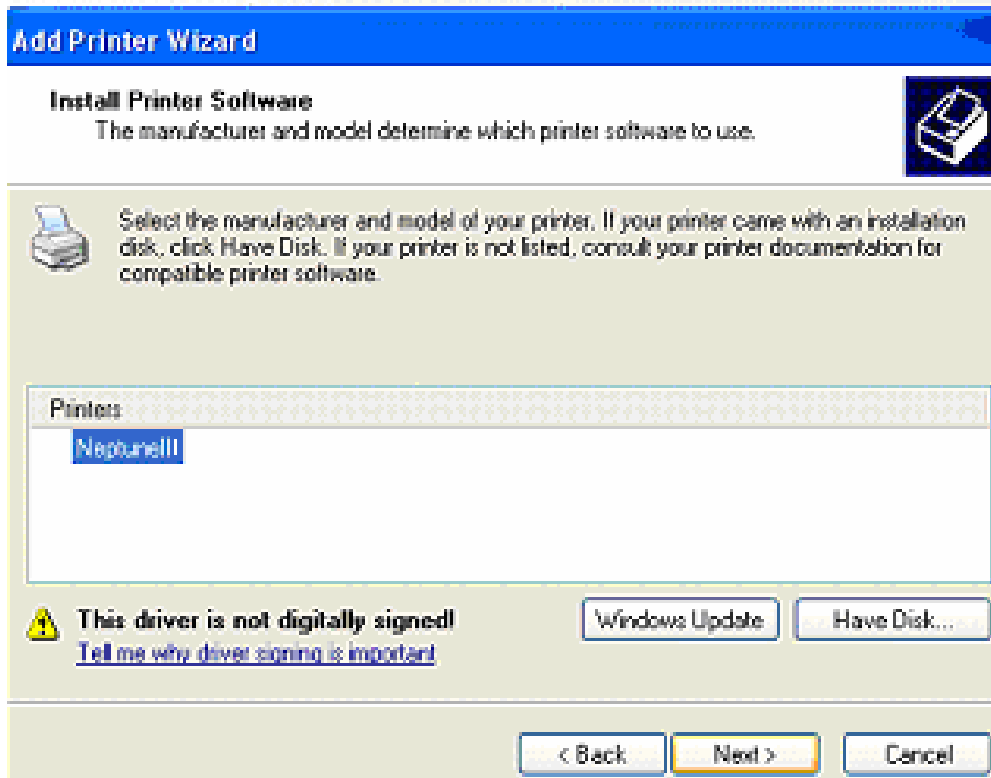 Add Printer Wizard
Install Printer Software
The manufacturer and model determine which printer software to use.
Select the manufacturer and model of your printer. If your printer came with an installation
disk, click Have Disk. If your printer is not listed, consult your printer documentation for
compatible printer software.
Printers
NeptuneIII
This driver is not digitally signed!
Tell me why driver signing is important
Windows Update
Have Disk...
< Back
Next >
Cancel